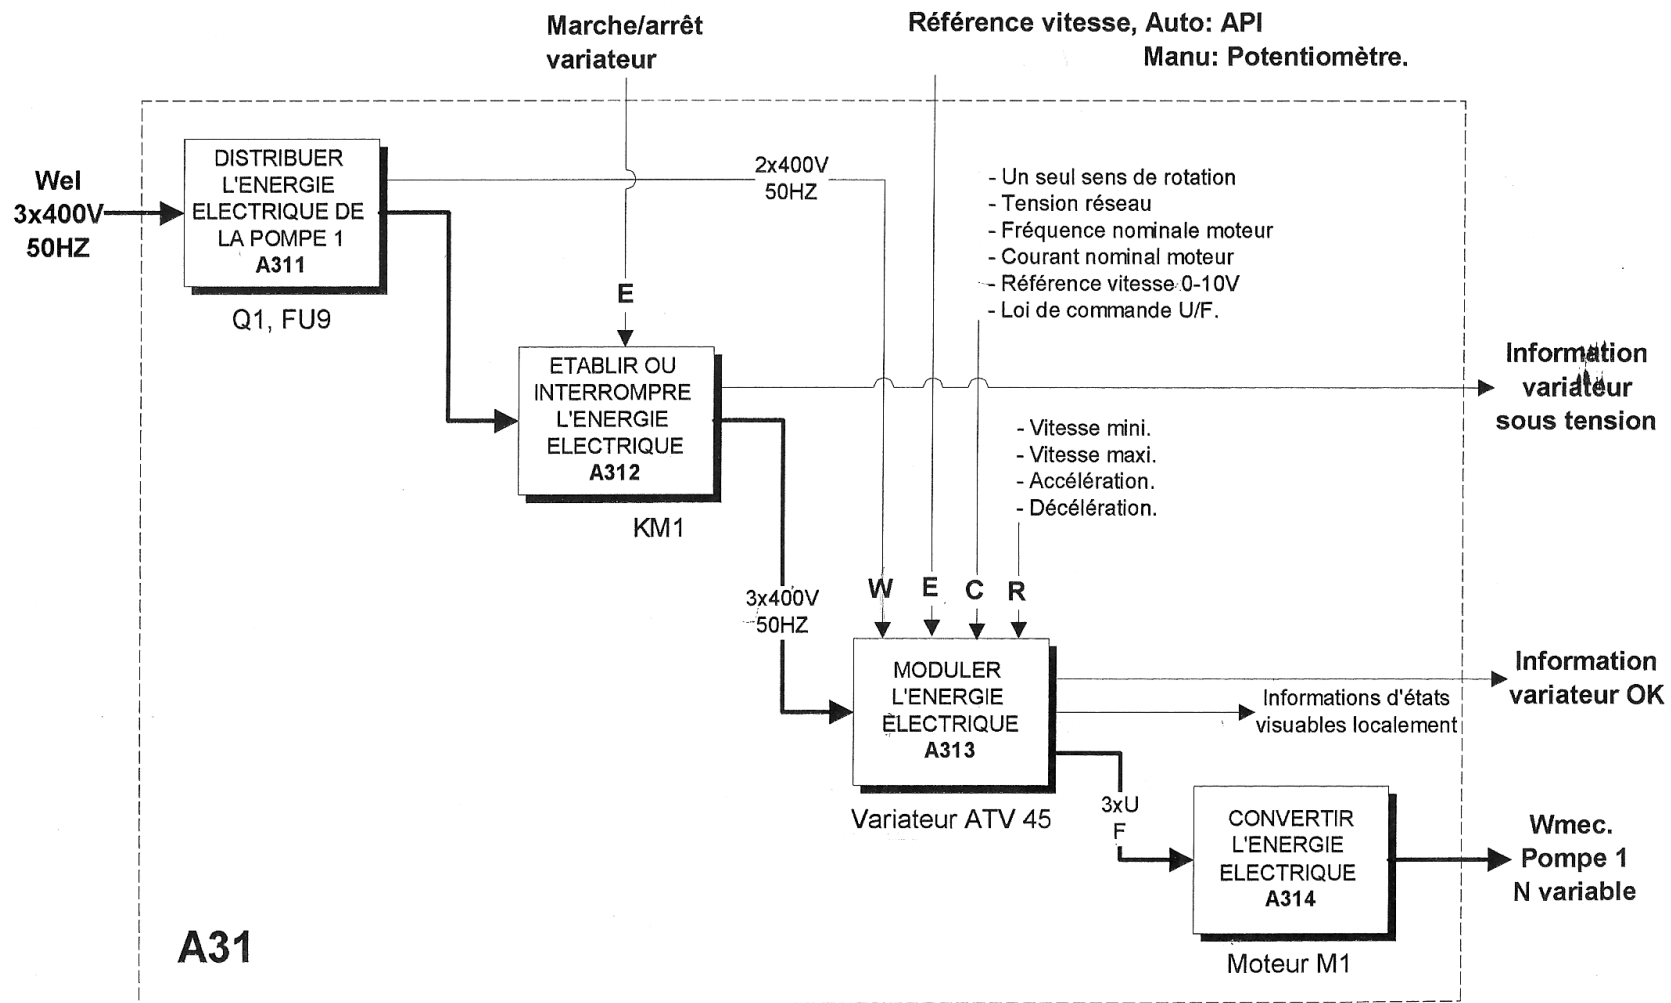 Marche/arrêt
variateur
Référence vitesse, Auto: API
Manu: Potentiomètre.
Wel
3x400V
50HZ
DISTRIBUER
L'ENERGIE
ELECTRIQUE DE
LA POMPE 1
A311
Q1, FU9
2x400V
50HZ
- Un seul sens de rotation
- Tension réseau
- Fréquence nominale moteur
- Courant nominal moteur
- Référence vitesse 0-10V
- Loi de commande U/F.
E
ETABLIR OU
INTERROMPRE
L'ENERGIE
ELECTRIQUE
A312
KM1
Information
variateur
sous tension
- Vitesse mini.
- Vitesse maxi.
- Accélération.
- Décélération.
3x400V
50HZ
W E C R
MODULER
L'ENERGIE
ELECTRIQUE
A313
Variateur ATV 45
Information
variateur OK
Informations d'états
visuables localement
3xU
F
CONVERTIR
L'ENERGIE
ELECTRIQUE
A314
Moteur M1
Wmec.
Pompe 1
N variable
A31